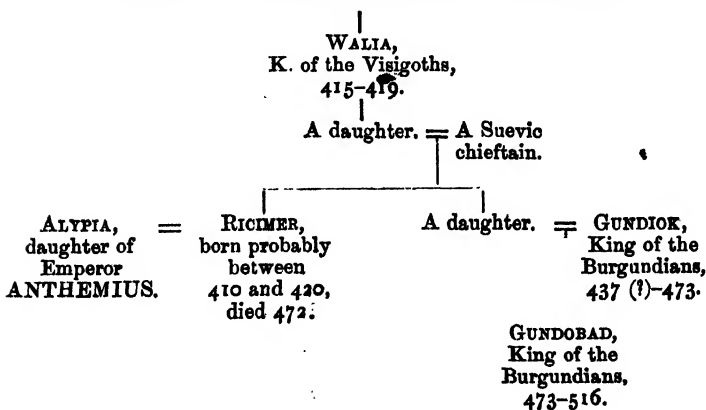 WALIA,
K. of the Visigoths,
415–419.
A daughter. = A Suevic
chieftain.
ALYPIA,
daughter of
Emperor
ANTHEMIUS.
=
RICIMER,
born probably
between
410 and 420,
died 472.
A daughter. = GUNDIOK,
King of the
Burgundians,
437 (?)–473.
GUNDOBAD,
King of the
Burgundians,
473–516.